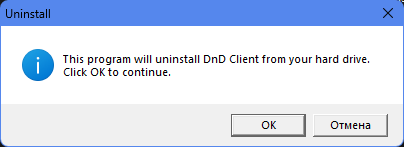 Uninstall
This program will uninstall DnD Client from your hard drive.
Click OK to continue.
OK
Отмена